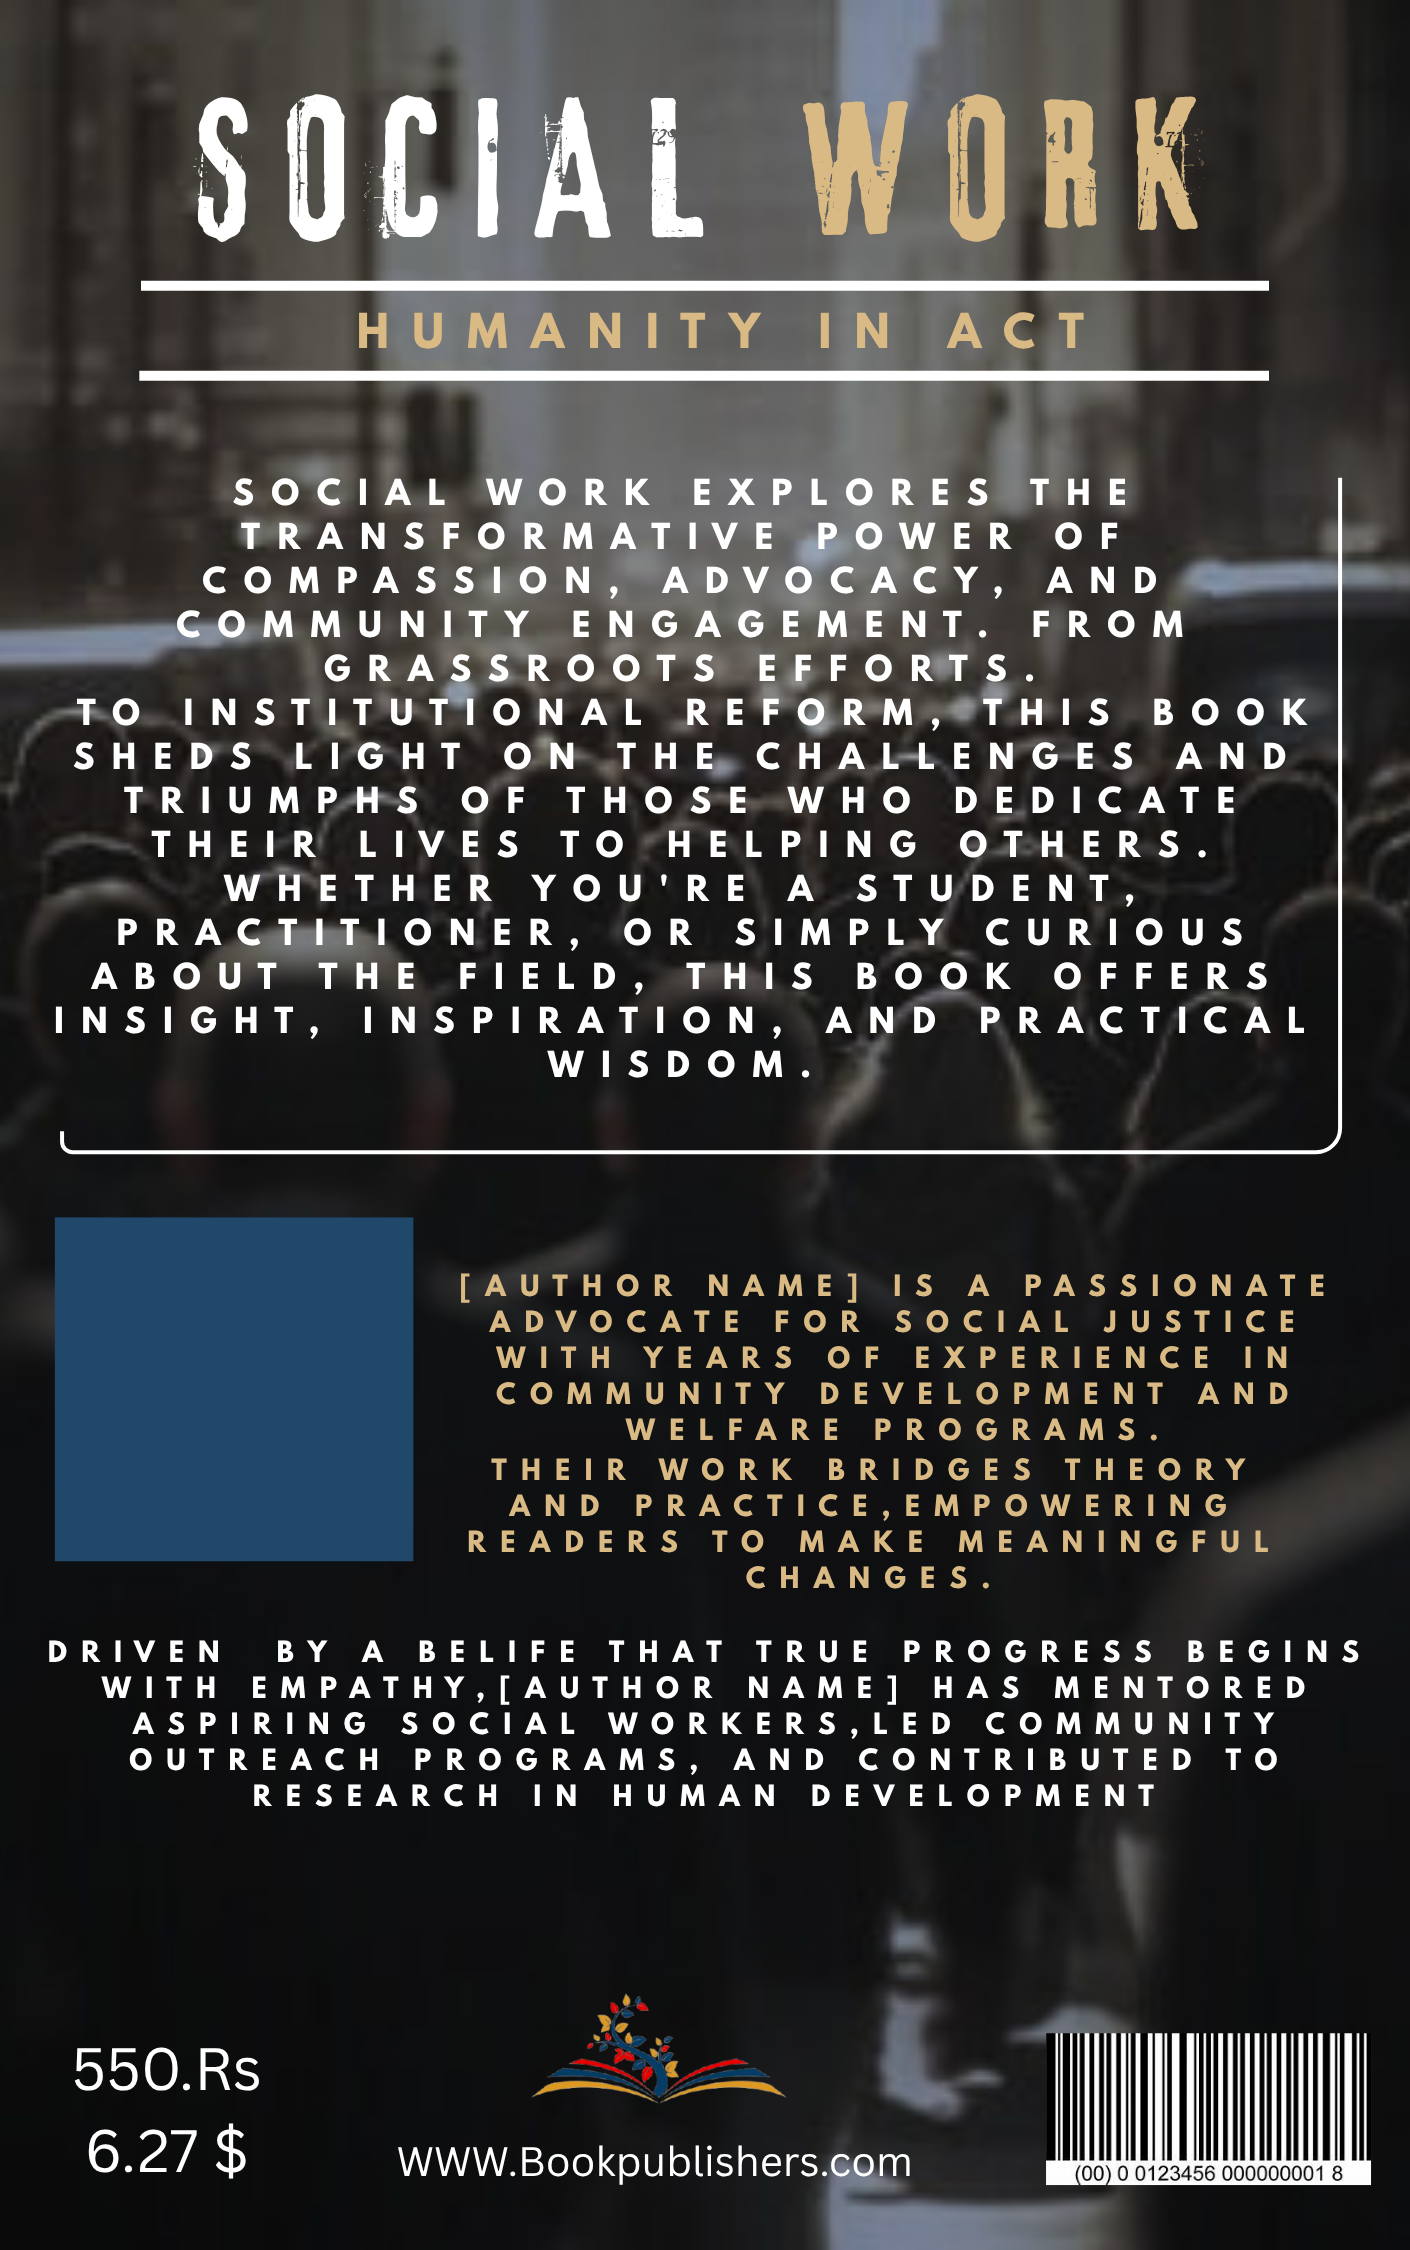 SOCIAL WORK
HUMANITY IN ACT
SOCIAL WORK EXPLORES THE
TRANSFORMATIVE POWER OF
COMPASSION, ADVOCACY, AND
COMMUNITY ENGAGEMENT. FROM
GRASSROOTS EFFORTS.
TO INSTITUTIONAL REFORM, THIS BOOK
SHEDS LIGHT ON THE CHALLENGES AND
TRIUMPHS OF THOSE WHO DEDICATE
THEIR LIVES TO HELPING OTHERS.
WHETHER YOU'RE A STUDENT,
PRACTITIONER, OR SIMPLY CURIOUS
ABOUT THE FIELD, THIS BOOK OFFERS
INSIGHT, INSPIRATION, AND PRACTICAL
WISDOM.
[AUTHOR NAME] IS A PASSIONATE
ADVOCATE FOR SOCIAL JUSTICE
WITH YEARS OF EXPERIENCE IN
COMMUNITY DEVELOPMENT AND
WELFARE PROGRAMS.
THEIR WORK BRIDGES THEORY
AND PRACTICE,EMPOWERING
READERS TO MAKE MEANINGFUL
CHANGES.
DRIVEN BY A BELIFE THAT TRUE PROGRESS BEGINS
WITH EMPATHY,[AUTHOR NAME] HAS MENTORED
ASPIRING SOCIAL WORKERS,LED COMMUNITY
OUTREACH PROGRAMS, AND CONTRIBUTED TO
RESEARCH IN HUMAN DEVELOPMENT
550.Rs
6.27 $
WWW.Bookpublishers.com
(00) 0 0123456 000000001 8